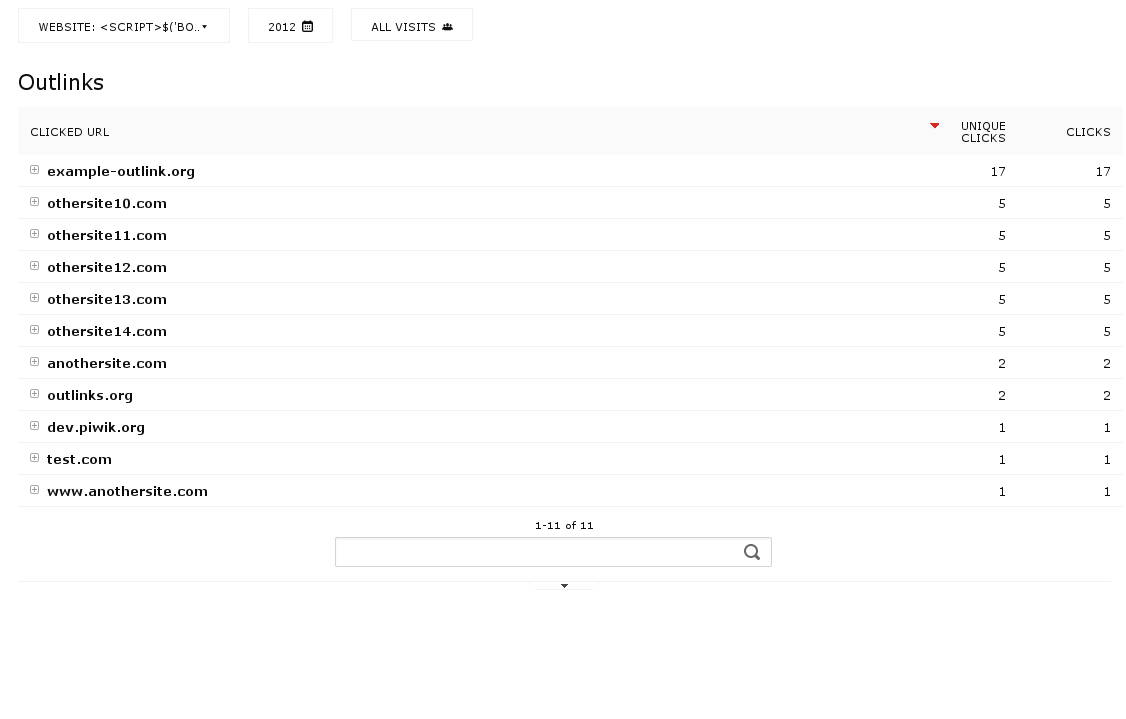 WEBSITE: <SCRIPT>$('BO.. 2012 ALL VISITS
Outlinks
CLICKED URL UNIQUE CLICKS CLICKS
example-outlink.org 17 17
othersite10.com 5 5
othersite11.com 5 5
othersite12.com 5 5
othersite13.com 5 5
othersite14.com 5 5
anothersite.com 2 2
outlinks.org 2 2
dev.piwik.org 1 1
test.com 1 1
www.anothersite.com 1 1
1-11 of 11